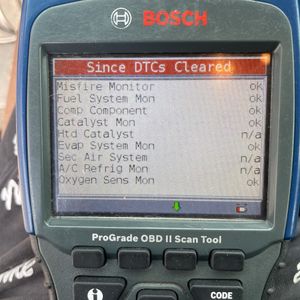 BOSCH
Since DTCs Cleared
Misfire Monitor ok
Fuel System Mon ok
Comp Component ok
Catalyst Mon ok
Htd Catalyst n/a
Evap System Mon ok
Sec Air System n/a
A/C Refrig Mon n/a
Oxygen Sens Mon ok
ProGrade OBD II Scan Tool
i
CODE